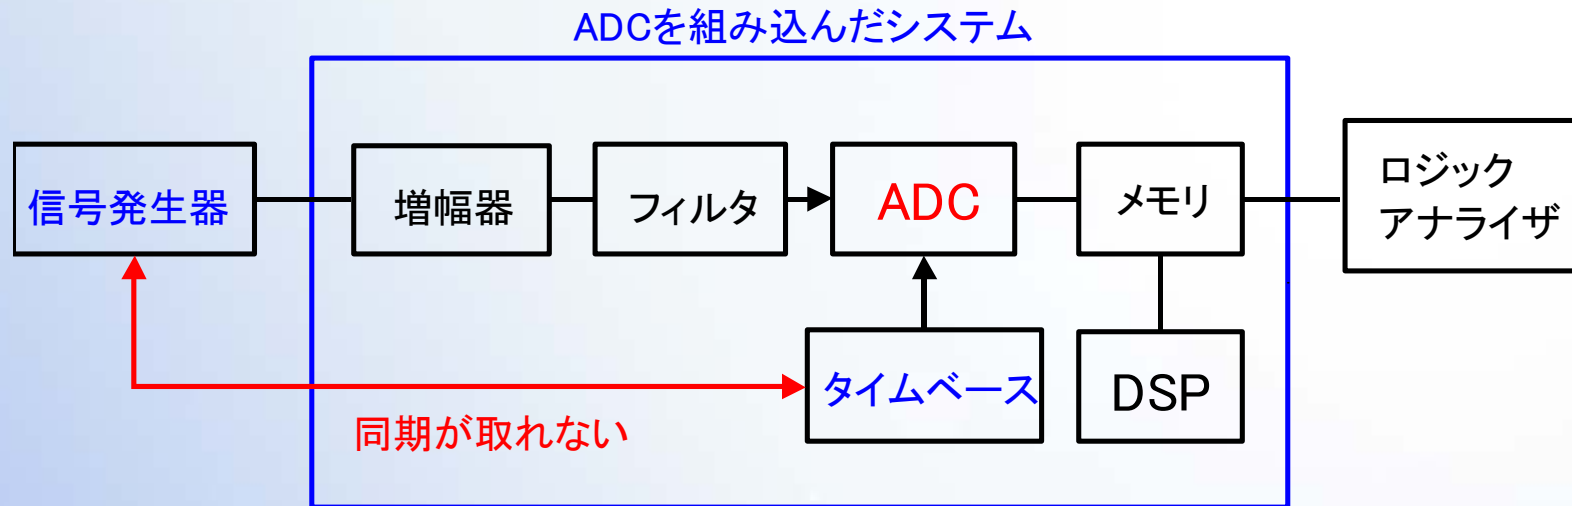 ADCを組み込んだシステム
信号発生器
増幅器
フィルタ
ADC
メモリ
ロジック
アナライザ
タイムベース
DSP
同期が取れない